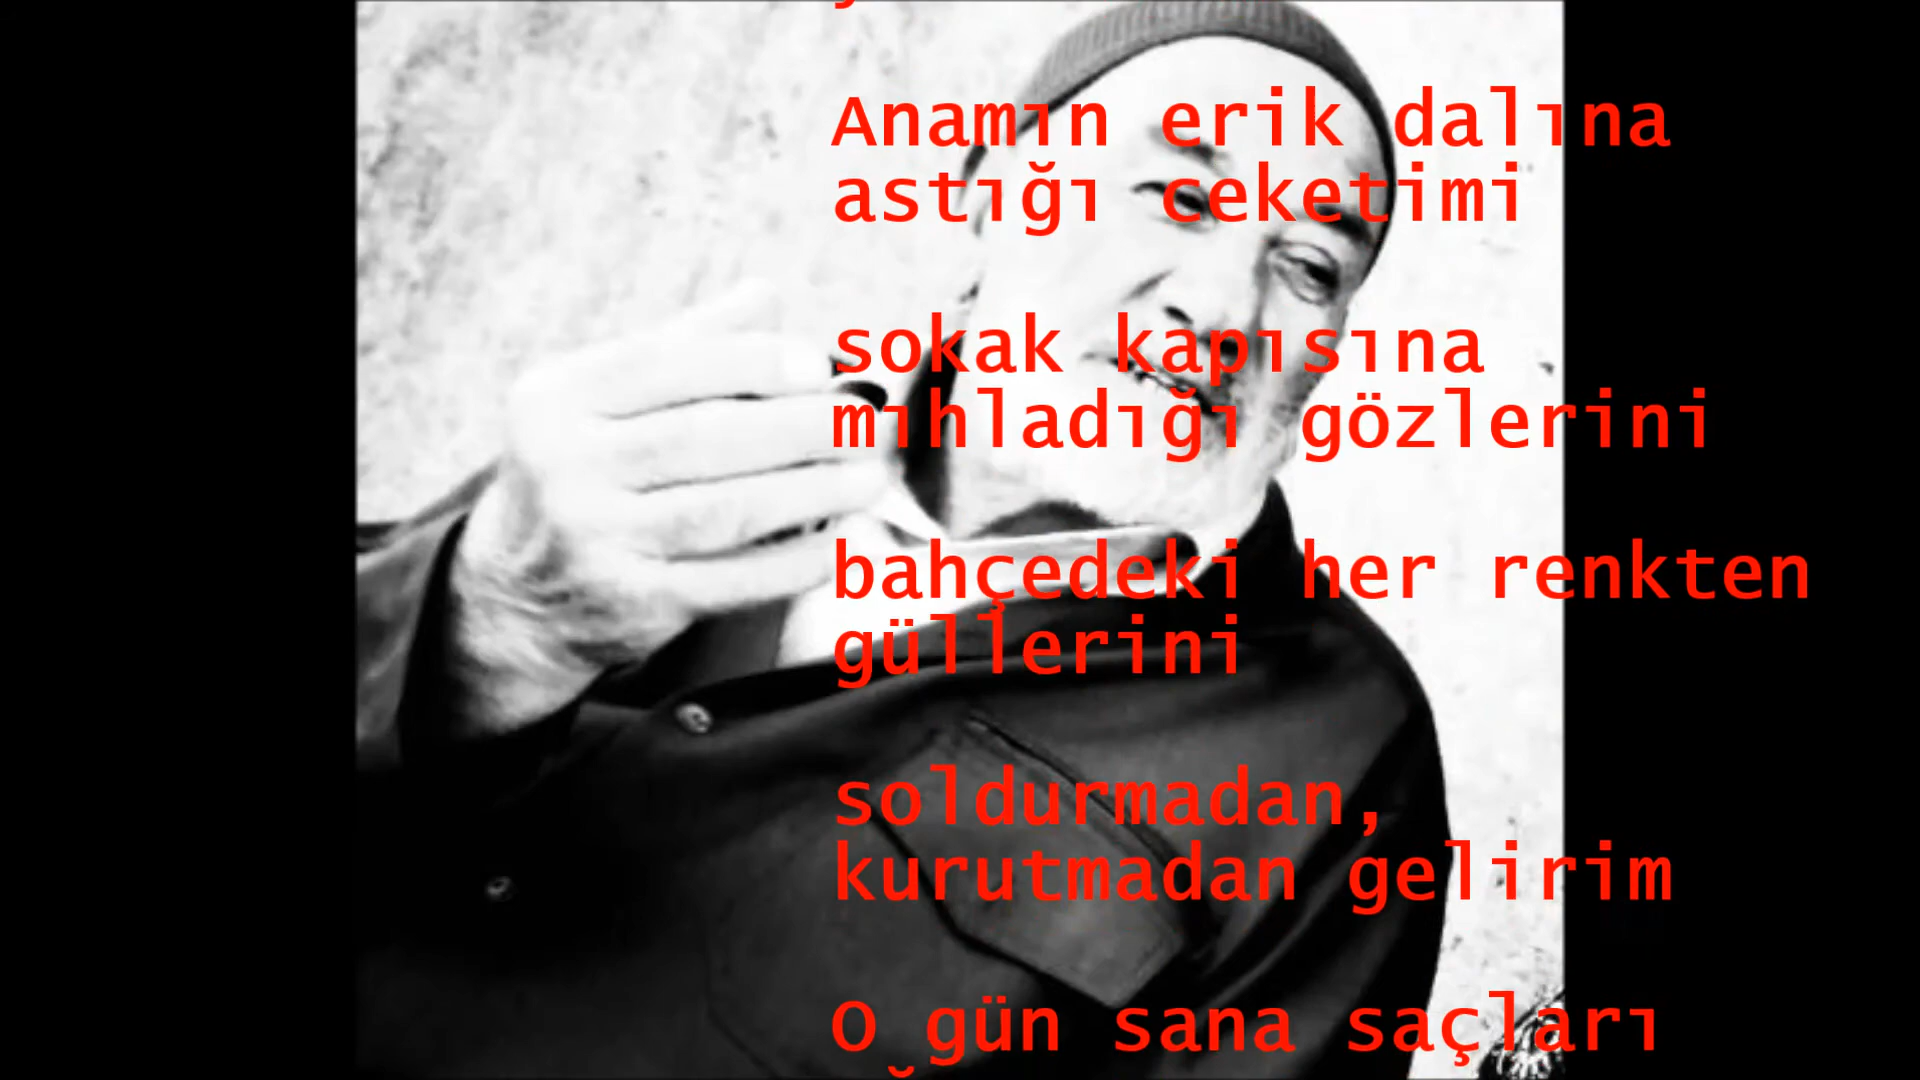 Anamın erik dalına
astığı ceketimi
sokak kapısına
mıhladığı gözlerini
bahçedeki her renkten
güllerini
soldurmadan,
kurutmadan gelirim
O gün sana saçları